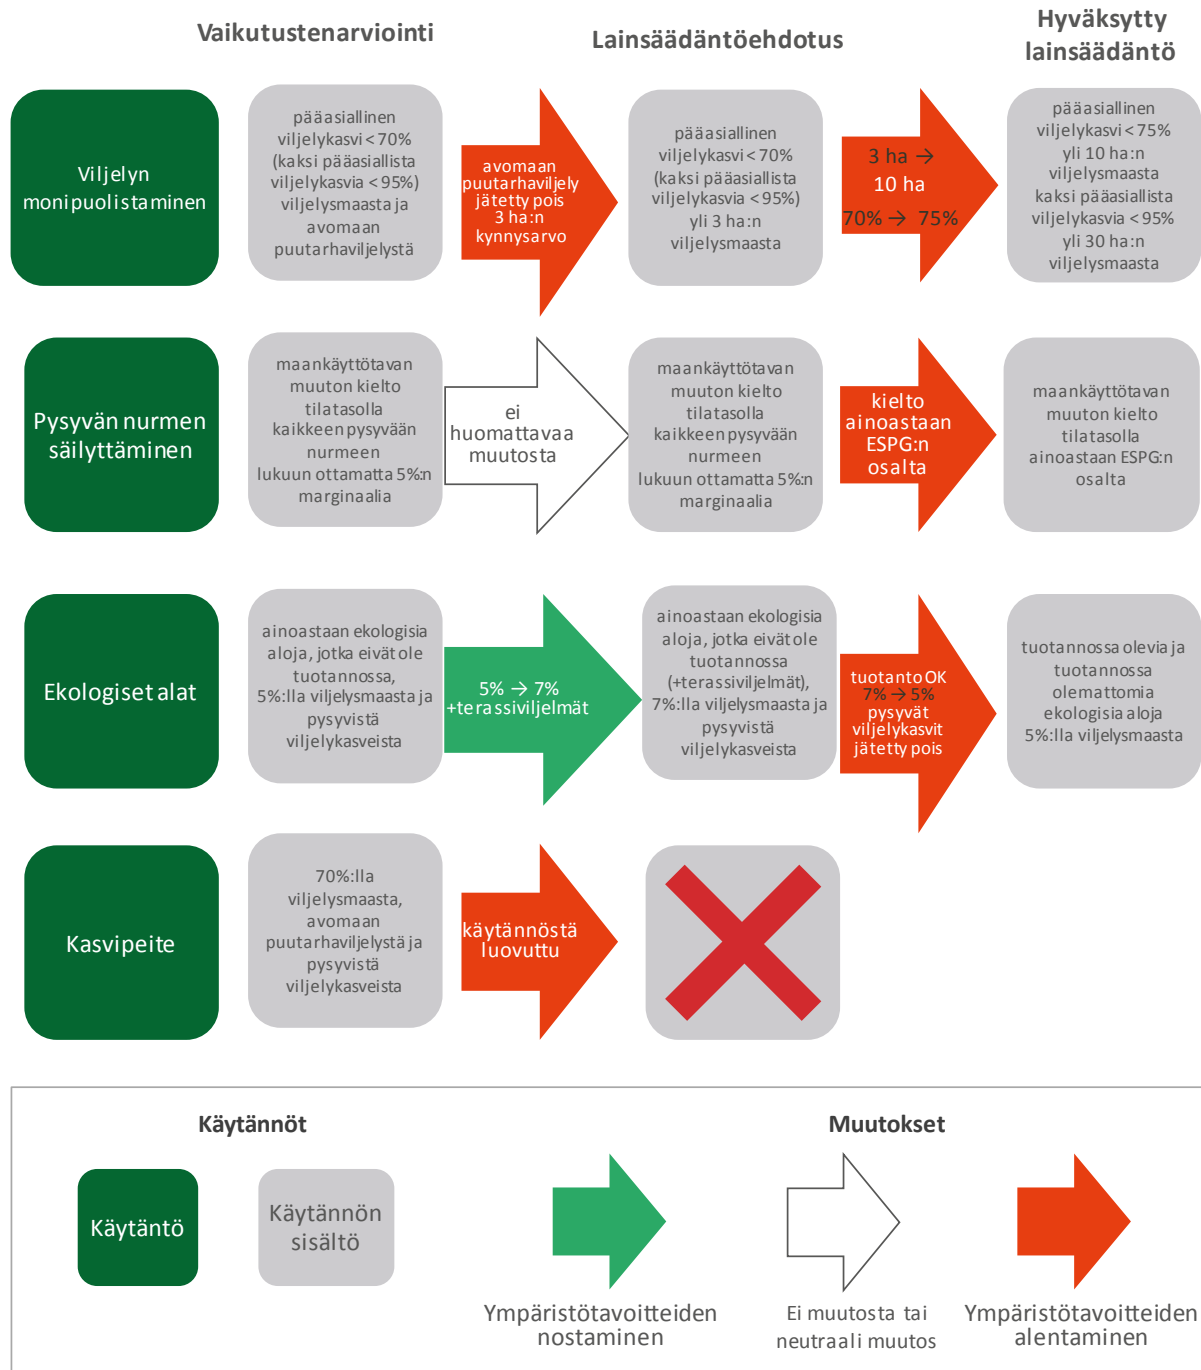 Vaikutustenarviointi
Lainsäädäntöehdotus
Hyväksytty
lainsäädäntö
Viljelyn
monipuolistaminen
pääasiallinen
viljelykasvi < 70%
(kaksi pääasiallista
viljelykasvia < 95%)
viljelysmaasta ja
avomaan
puutarhaviljelystä
avomaan
puutarhaviljely
jätetty pois
3 ha:n
kynnysarvo
pääasiallinen
viljelykasvi < 70%
(kaksi pääasiallista
viljelykasvia < 95%)
yli 3 ha:n
viljelysmaasta
3 ha →
10 ha
70% → 75%
pääasiallinen
viljelykasvi < 75%
yli 10 ha:n
viljelysmaasta
kaksi pääasiallista
viljelykasvia < 95%
yli 30 ha:n
viljelysmaasta
Pysyvän nurmen
säilyttäminen
maankäyttötavan
muuton kielto
tilatasolla
kaikkeen pysyvään
nurmeen
lukuun ottamatta 5%:n
marginaalia
ei
huomattavaa
muutosta
maankäyttötavan
muuton kielto
tilatasolla
kaikkeen pysyvään
nurmeen
lukuun ottamatta 5%:n
marginaalia
kielto
ainoastaan
ESPG:n
osalta
maankäyttötavan
muuton kielto
tilatasolla
ainoastaan ESPG:n
osalta
Ekologiset alat
ainoastaan ekologisia
aloja, jotka eivät ole
tuotannossa,
5%:lla viljelysmaasta ja
pysyvistä
viljelykasveista
5% → 7%
+terassiviljelmät
ainoastaan ekologisia
aloja, jotka eivät ole
tuotannossa
(+terassiviljelmät),
7%:lla viljelysmaasta ja
pysyvistä
viljelykasveista
tuotanto OK
7% → 5%
pysyvät
viljelykasvit
jätetty pois
tuotannossa olevia ja
tuotannossa
olemattomia
ekologisia aloja
5%:lla viljelysmaasta
Kasvipeite
70%:lla
viljelysmaasta,
avomaan
puutarhaviljelystä ja
pysyvistä
viljelykasveista
käytännöstä
luovuttu
Käytännöt
Muutokset
Käytäntö
Käytännön
sisältö
Ympäristötavoitteiden
nostaminen
Ei muutosta tai
neutraali muutos
Ympäristötavoitteiden
alentaminen